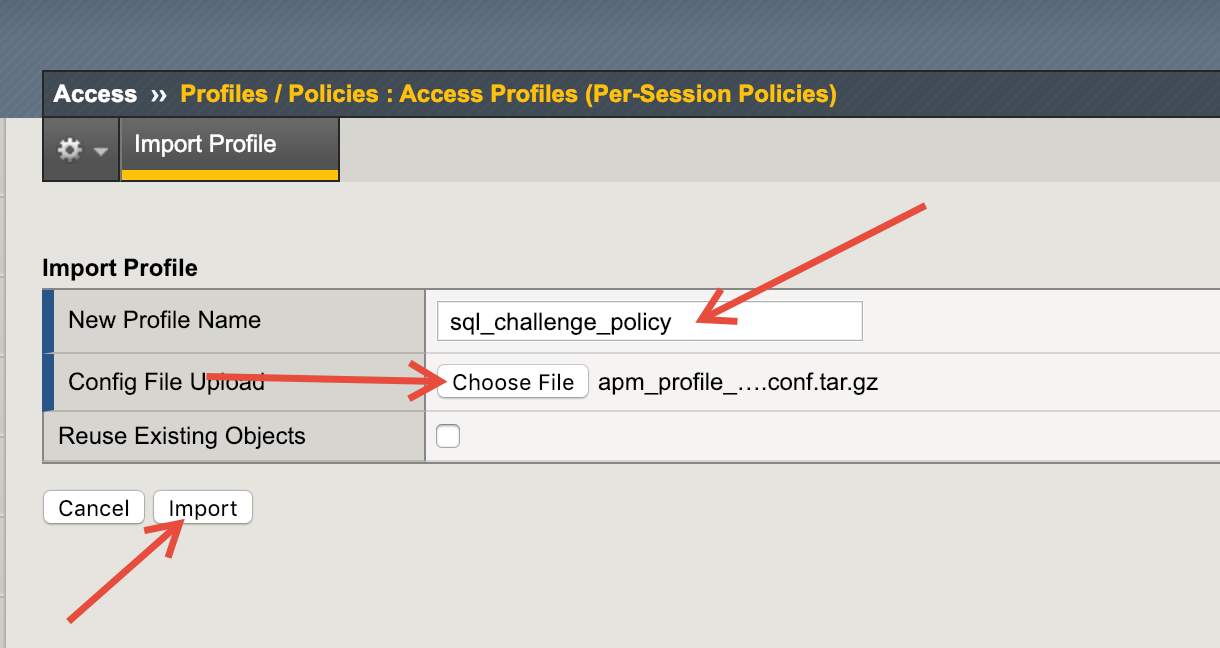 Access ›› Profiles / Policies : Access Profiles (Per-Session Policies)
Import Profile
Import Profile
New Profile Name sql_challenge_policy
Config File Upload Choose File apm_profile_....conf.tar.gz
Reuse Existing Objects
Cancel Import